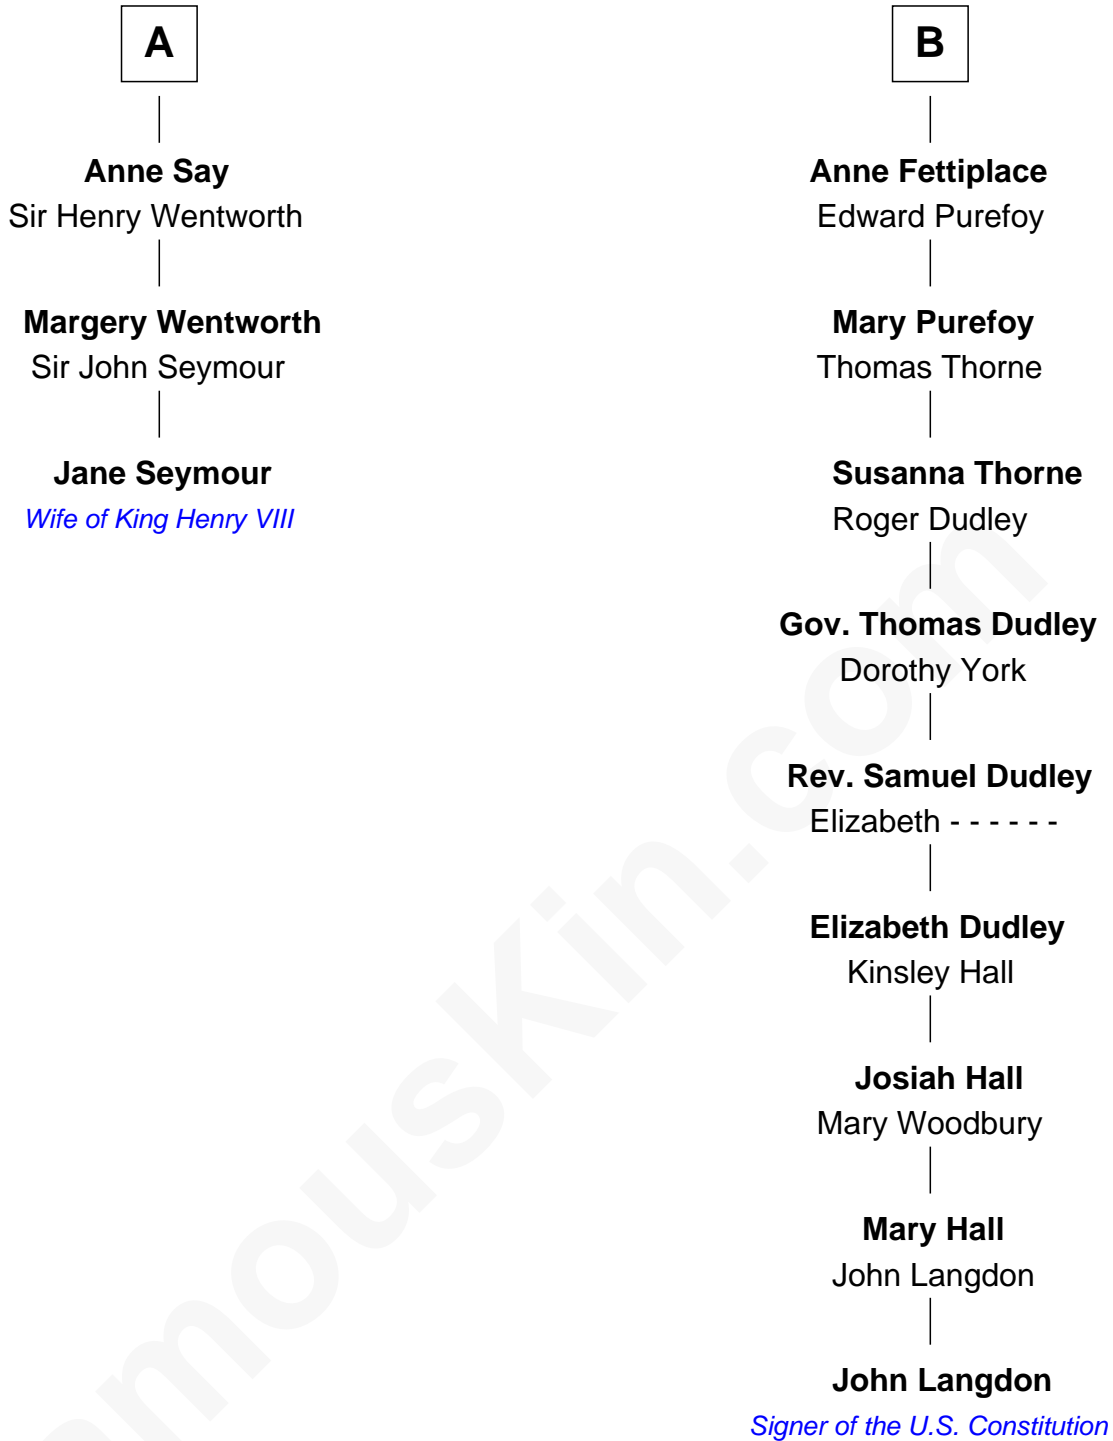 A
Anne Say
Sir Henry Wentworth
Margery Wentworth
Sir John Seymour
Jane Seymour
Wife of King Henry VIII
B
Anne Fettiplace
Edward Purefoy
Mary Purefoy
Thomas Thorne
Susanna Thorne
Roger Dudley
Gov. Thomas Dudley
Dorothy York
Rev. Samuel Dudley
Elizabeth - - - - - -
Elizabeth Dudley
Kinsley Hall
Josiah Hall
Mary Woodbury
Mary Hall
John Langdon
John Langdon
Signer of the U.S. Constitution
amouskin.com